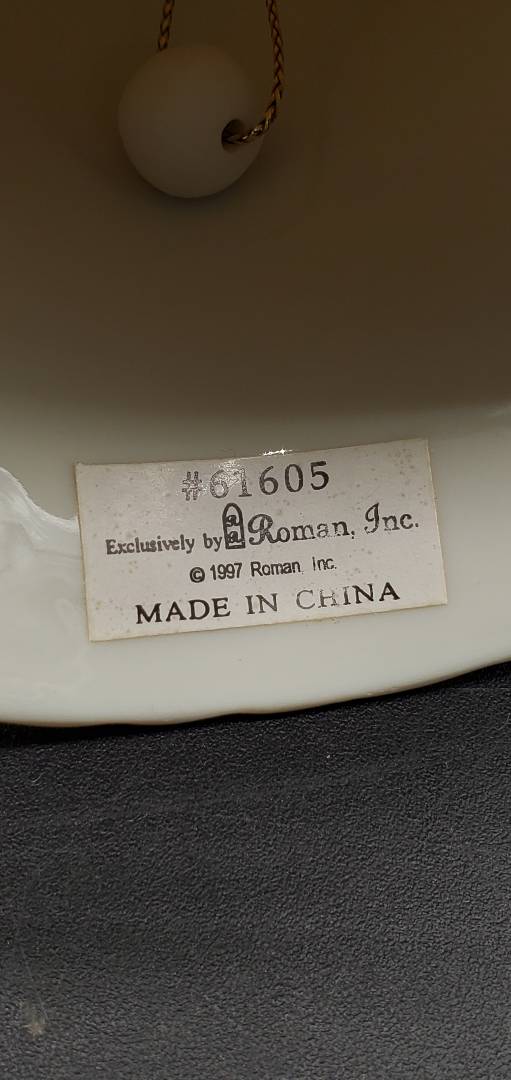 #61605
Exclusively by Roman, Inc.
© 1997 Roman, Inc.
MADE IN CHINA